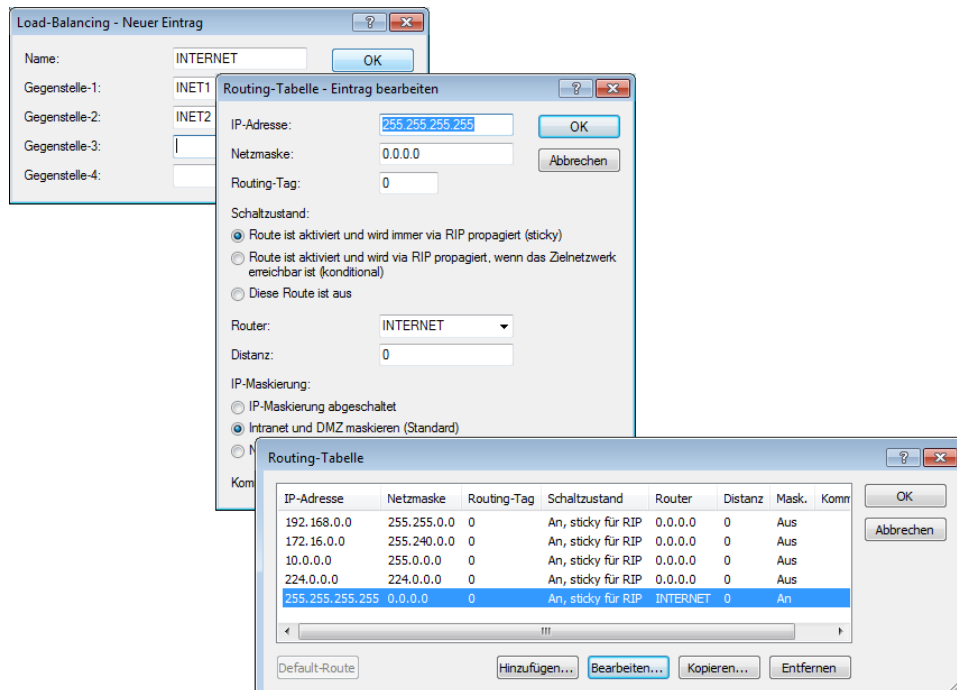 Load-Balancing - Neuer Eintrag
Name: INTERNET OK
Gegenstelle-1: INET1
Gegenstelle-2: INET2
Gegenstelle-3:
Gegenstelle-4:
Routing-Tabelle - Eintrag bearbeiten
IP-Adresse: 255.255.255.255 OK
Netzmaske: 0.0.0.0 Abbrechen
Routing-Tag: 0
Schaltzustand:
Route ist aktiviert und wird immer via RIP propagiert (sticky)
Route ist aktiviert und wird via RIP propagiert, wenn das Zielnetzwerk
erreichbar ist (konditional)
Diese Route ist aus
Router: INTERNET
Distanz: 0
IP-Maskierung:
IP-Maskierung abgeschaltet
Intranet und DMZ maskieren (Standard)
Kom
Routing-Tabelle
IP-Adresse Netzmaske Routing-Tag Schaltzustand Router Distanz Mask. Komm
192.168.0.0 255.255.0.0 0 An, sticky für RIP 0.0.0.0 0 Aus
172.16.0.0 255.240.0.0 0 An, sticky für RIP 0.0.0.0 0 Aus
10.0.0.0 255.0.0.0 0 An, sticky für RIP 0.0.0.0 0 Aus
224.0.0.0 224.0.0.0 0 An, sticky für RIP 0.0.0.0 0 Aus
255.255.255.255 0.0.0.0 0 An, sticky für RIP INTERNET 0 An
OK
Abbrechen
Default-Route Hinzufügen... Bearbeiten... Kopieren... Entfernen